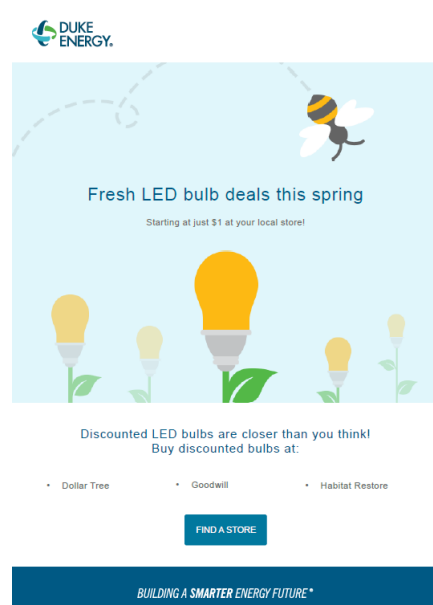 DUKE
ENERGY®
Fresh LED bulb deals this spring
Starting at just $1 at your local store!
Discounted LED bulbs are closer than you think!
Buy discounted bulbs at:
• Dollar Tree
• Goodwill
• Habitat Restore
FIND A STORE
BUILDING A SMARTER ENERGY FUTURE®